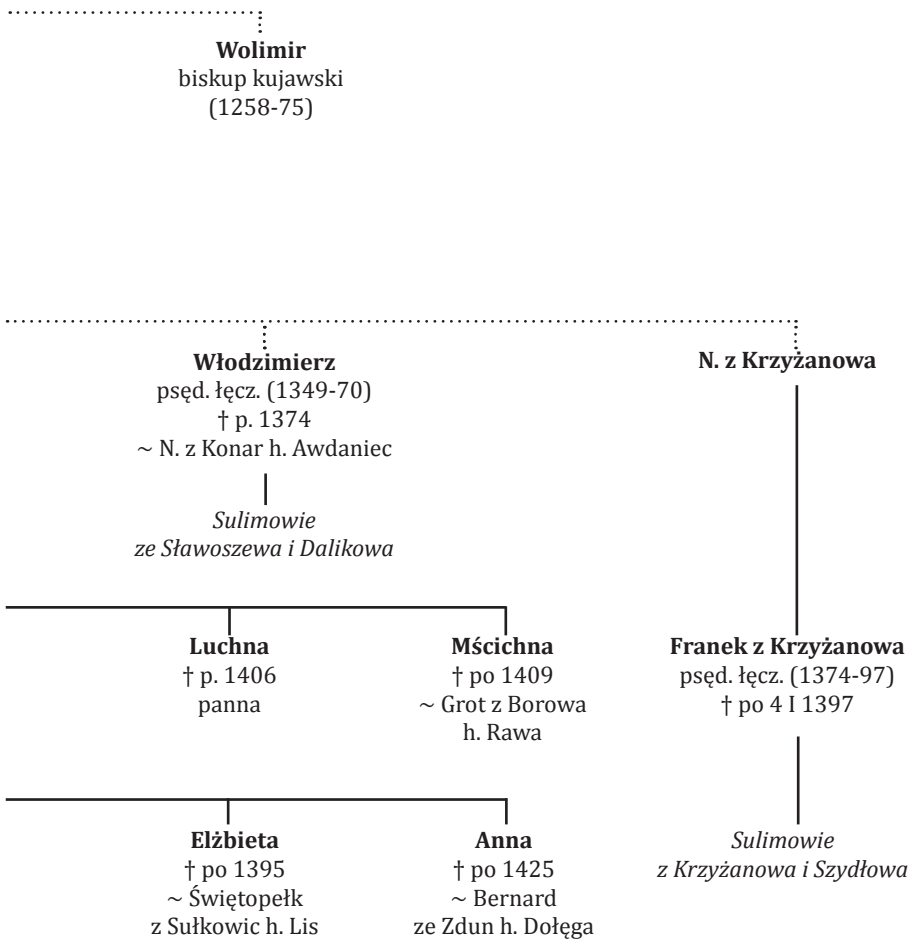 Wolimir
biskup kujawski
(1258-75)
Włodzimierz
psęd. łęcz. (1349-70)
† p. 1374
~ N. z Konar h. Awdaniec
Sulimowie
ze Sławoszewa i Dalikowa
N. z Krzyżanowa
Luchna
† p. 1406
panna
Mścichna
† po 1409
~ Grot z Borowa
h. Rawa
Franek z Krzyżanowa
psęd. łęcz. (1374-97)
† po 4 I 1397
Elżbieta
† po 1395
~ Świętopełk
z Sułkowic h. Lis
Anna
† po 1425
~ Bernard
ze Zdun h. Dołęga
Sulimowie
z Krzyżanowa i Szydłowa